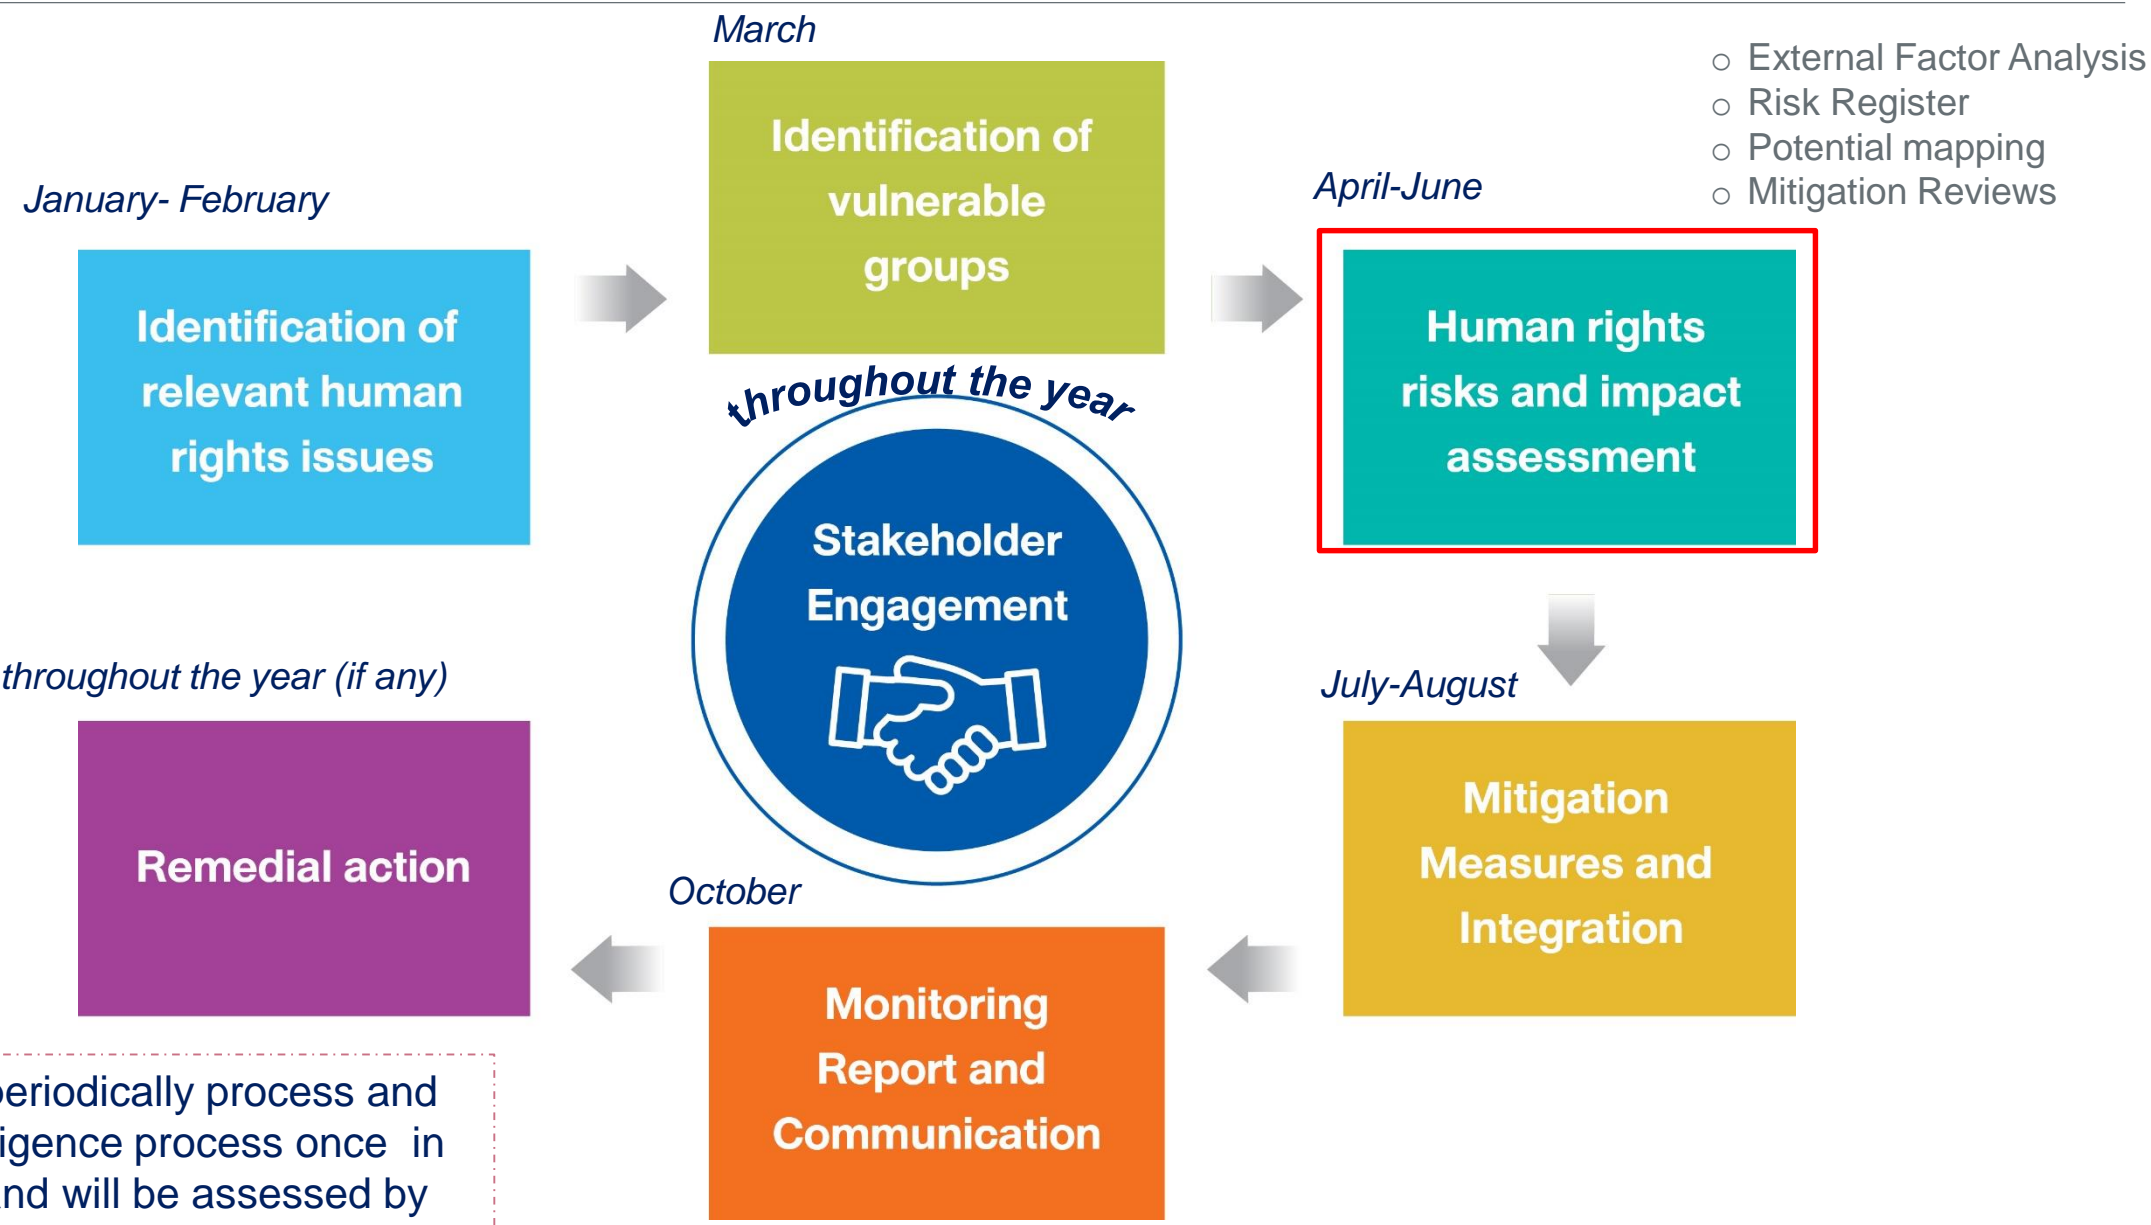 January- February
Identification of
relevant human
rights issues
March
Identification of
vulnerable
groups
April-June
Human rights
risks and impact
assessment
○ External Factor Analysis
○ Risk Register
○ Potential mapping
○ Mitigation Reviews
throughout the year
Stakeholder
Engagement
July-August
Mitigation
Measures and
Integration
October
Monitoring
Report and
Communication
throughout the year (if any)
Remedial action
periodically process and
process once in
will be assessed by